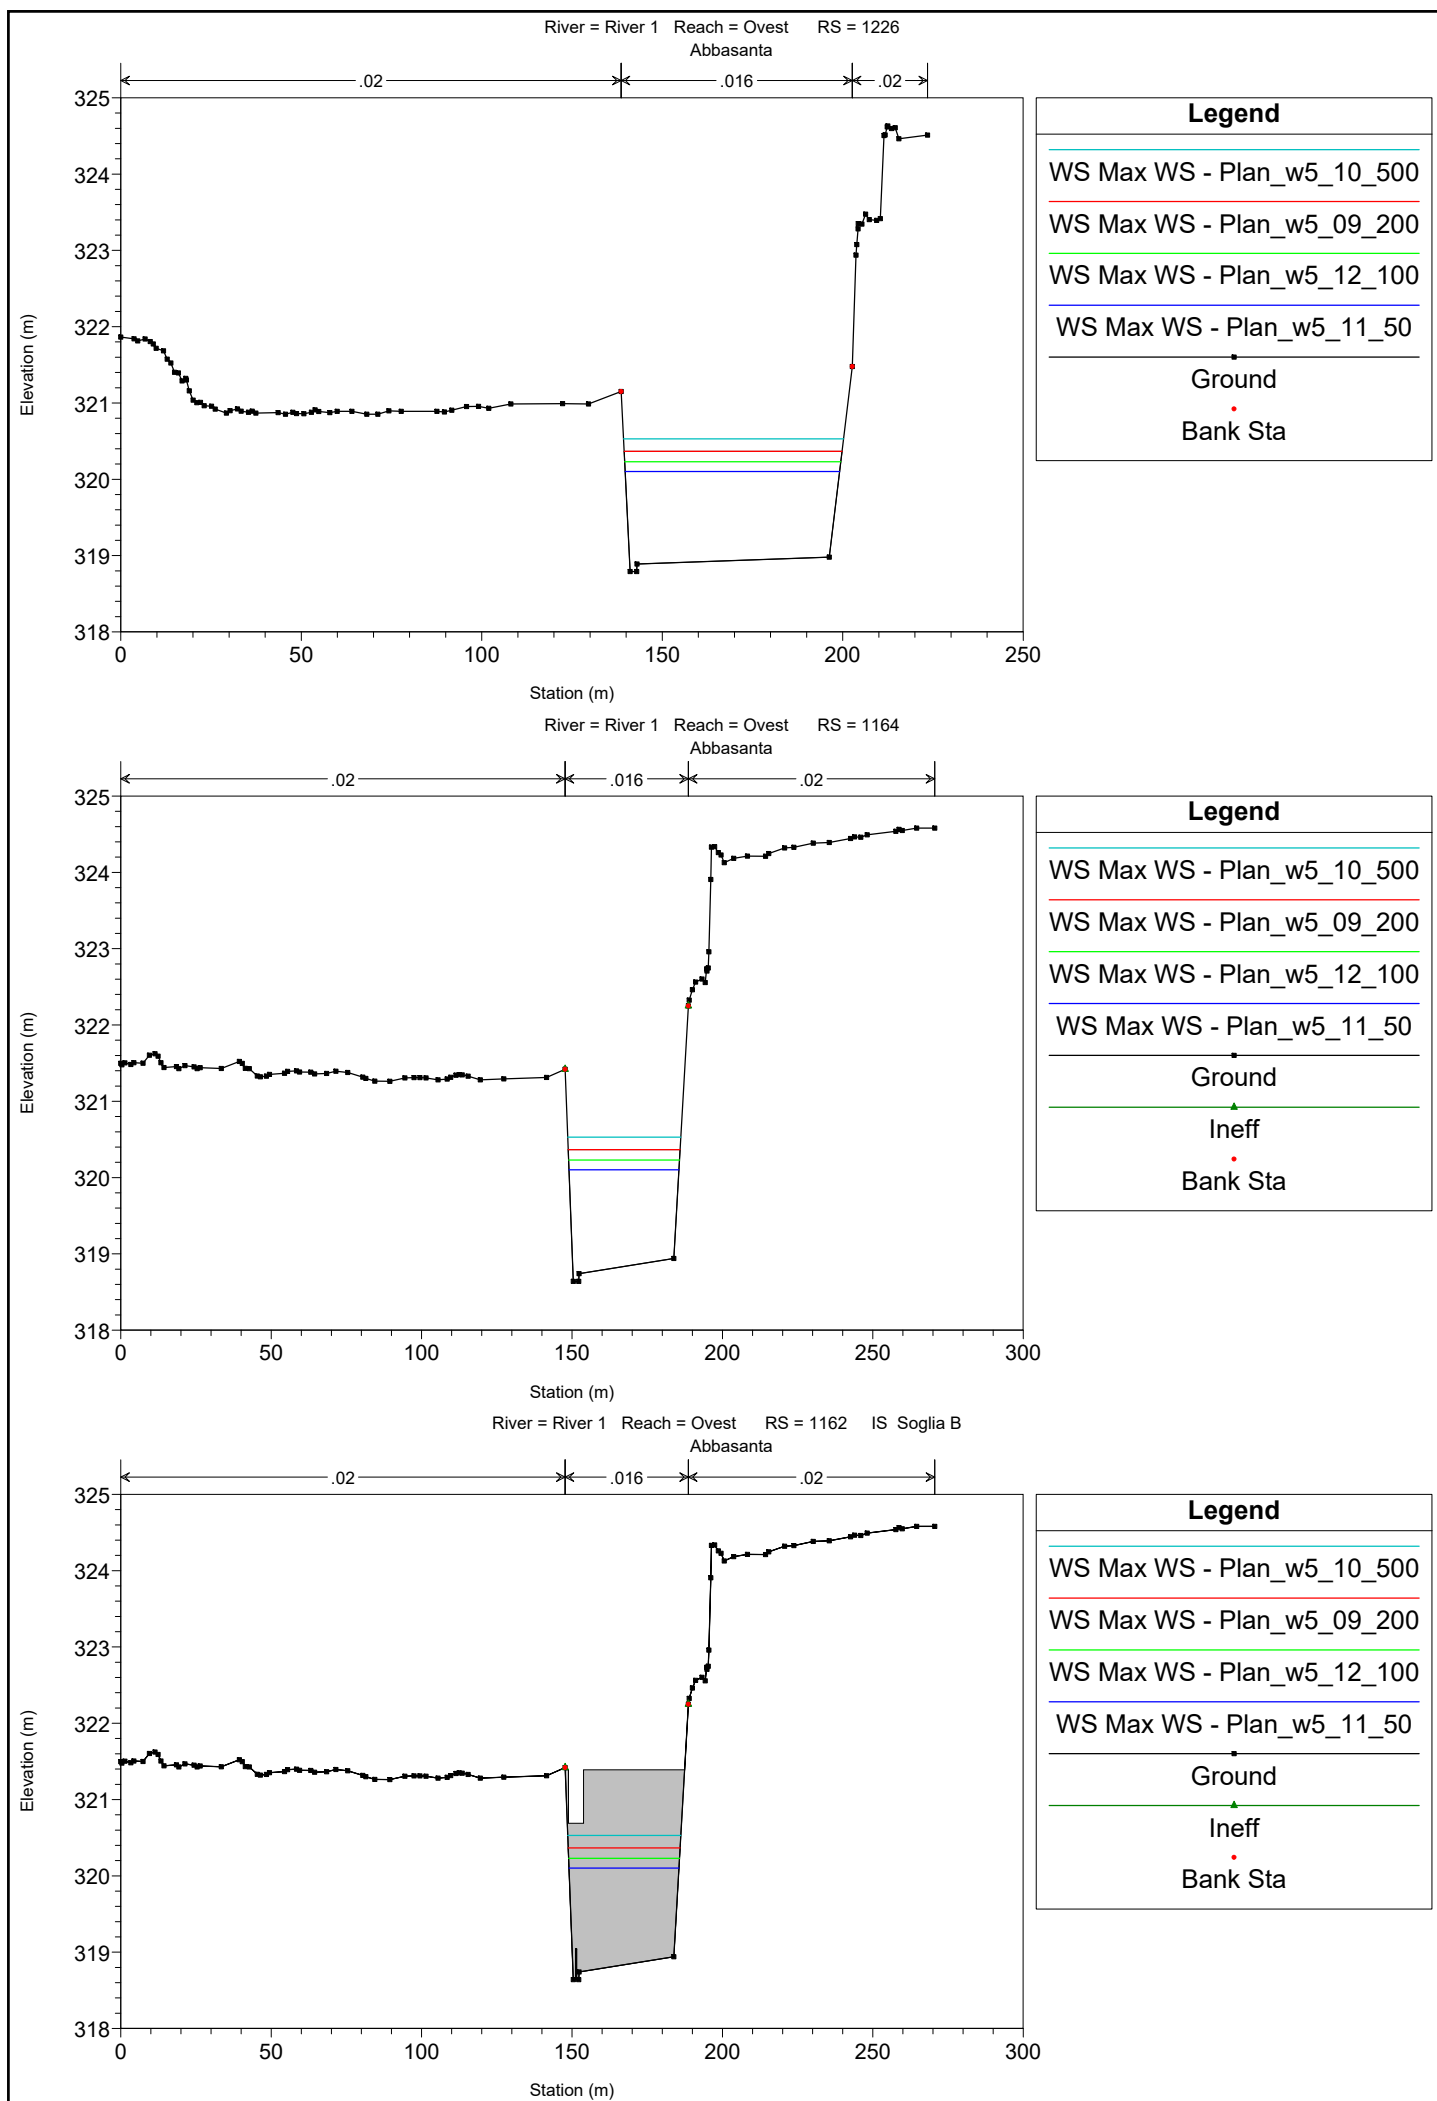 River = River 1 Reach = Ovest RS = 1226
Abbasanta
.02 .016 .02
325
324
323
322
321
320
319
318
Elevation (m)
0 50 100 150 200 250
Station (m)
Legend
WS Max WS - Plan_w5_10_500
WS Max WS - Plan_w5_09_200
WS Max WS - Plan_w5_12_100
WS Max WS - Plan_w5_11_50
Ground
Bank Sta
River = River 1 Reach = Ovest RS = 1164
Abbasanta
.02 .016 .02
325
324
323
322
321
320
319
318
Elevation (m)
0 50 100 150 200 250 300
Station (m)
Legend
WS Max WS - Plan_w5_10_500
WS Max WS - Plan_w5_09_200
WS Max WS - Plan_w5_12_100
WS Max WS - Plan_w5_11_50
Ground
Ineff
Bank Sta
River = River 1 Reach = Ovest RS = 1162 IS Soglia B
Abbasanta
.02 .016 .02
325
324
323
322
321
320
319
318
Elevation (m)
0 50 100 150 200 250 300
Station (m)
Legend
WS Max WS - Plan_w5_10_500
WS Max WS - Plan_w5_09_200
WS Max WS - Plan_w5_12_100
WS Max WS - Plan_w5_11_50
Ground
Ineff
Bank Sta